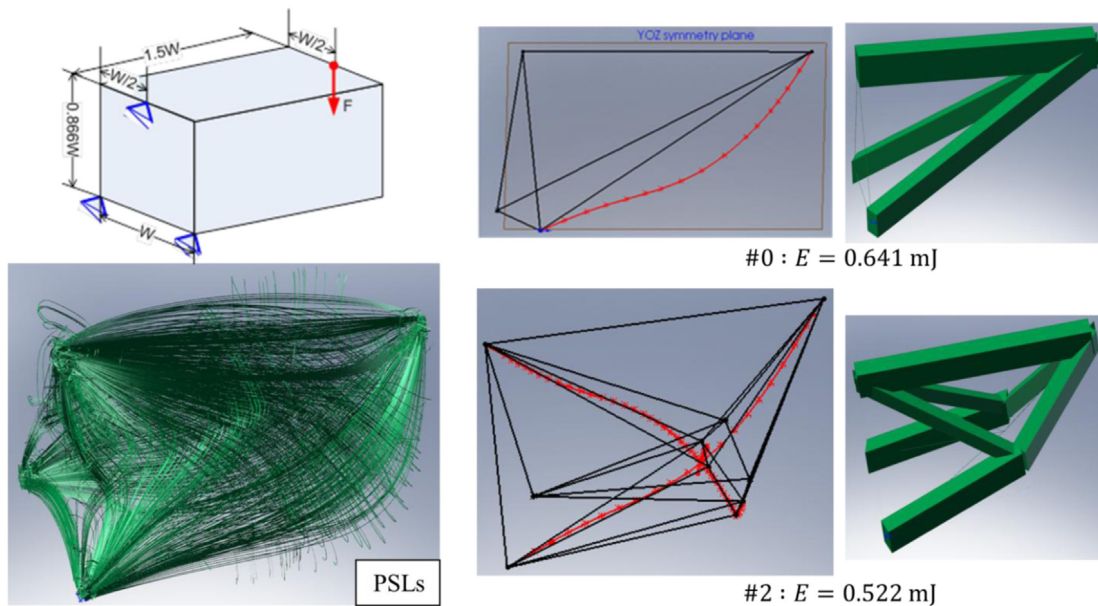 1.5W
W/2
W/2
F
0.866W
W
YOZ symmetry plane
#0 : E = 0.641 mJ
PSLs
#2 : E = 0.522 mJ